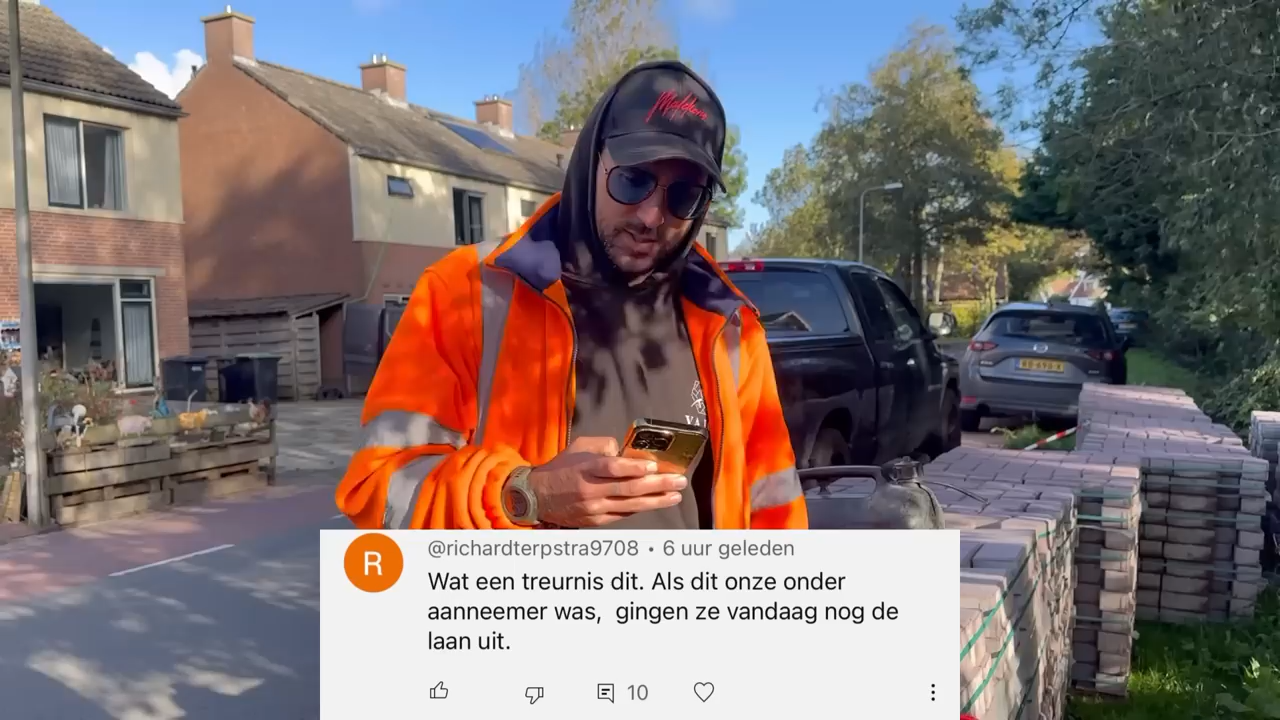 Malelions
@richardterpstra9708 • 6 uur geleden
R
Wat een treurnis dit. Als dit onze onder
aanneemer was,  gingen ze vandaag nog de
laan uit.
10